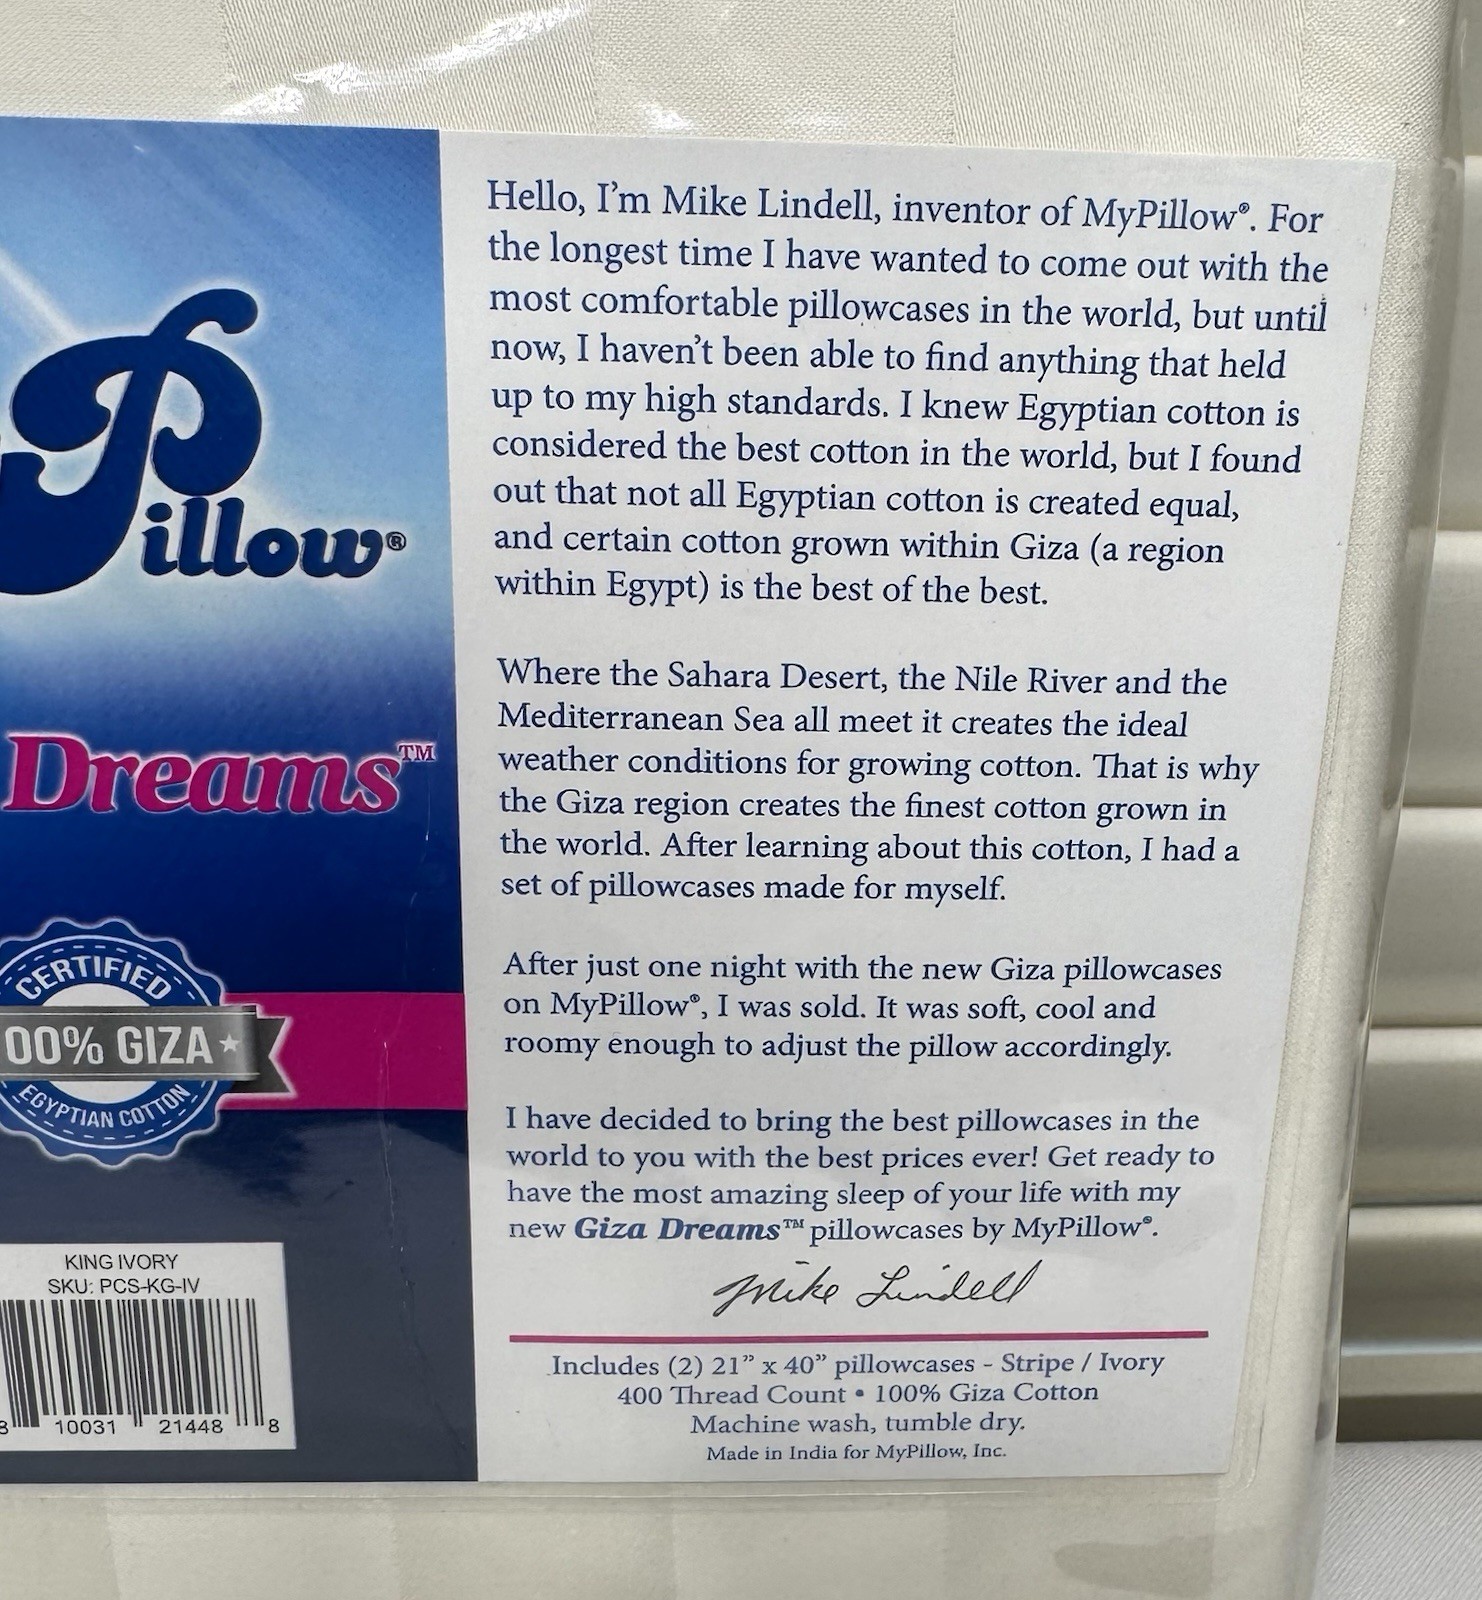 Pillow®
Dreams™
CERTIFIED
00% GIZA
EGYPTIAN COTTON
KING IVORY
SKU: PCS-KG-IV
8 10031 21448 8
Hello, I'm Mike Lindell, inventor of MyPillow®. For
the longest time I have wanted to come out with the
most comfortable pillowcases in the world, but until
now, I haven't been able to find anything that held
up to my high standards. I knew Egyptian cotton is
considered the best cotton in the world, but I found
out that not all Egyptian cotton is created equal,
and certain cotton grown within Giza (a region
within Egypt) is the best of the best.
Where the Sahara Desert, the Nile River and the
Mediterranean Sea all meet it creates the ideal
weather conditions for growing cotton. That is why
the Giza region creates the finest cotton grown in
the world. After learning about this cotton, I had a
set of pillowcases made for myself.
After just one night with the new Giza pillowcases
on MyPillow®, I was sold. It was soft, cool and
roomy enough to adjust the pillow accordingly.
I have decided to bring the best pillowcases in the
world to you with the best prices ever! Get ready to
have the most amazing sleep of your life with my
new Giza Dreams™ pillowcases by MyPillow®.
Mike Lindell
Includes (2) 21” x 40” pillowcases - Stripe / Ivory
400 Thread Count • 100% Giza Cotton
Machine wash, tumble dry.
Made in India for MyPillow, Inc.